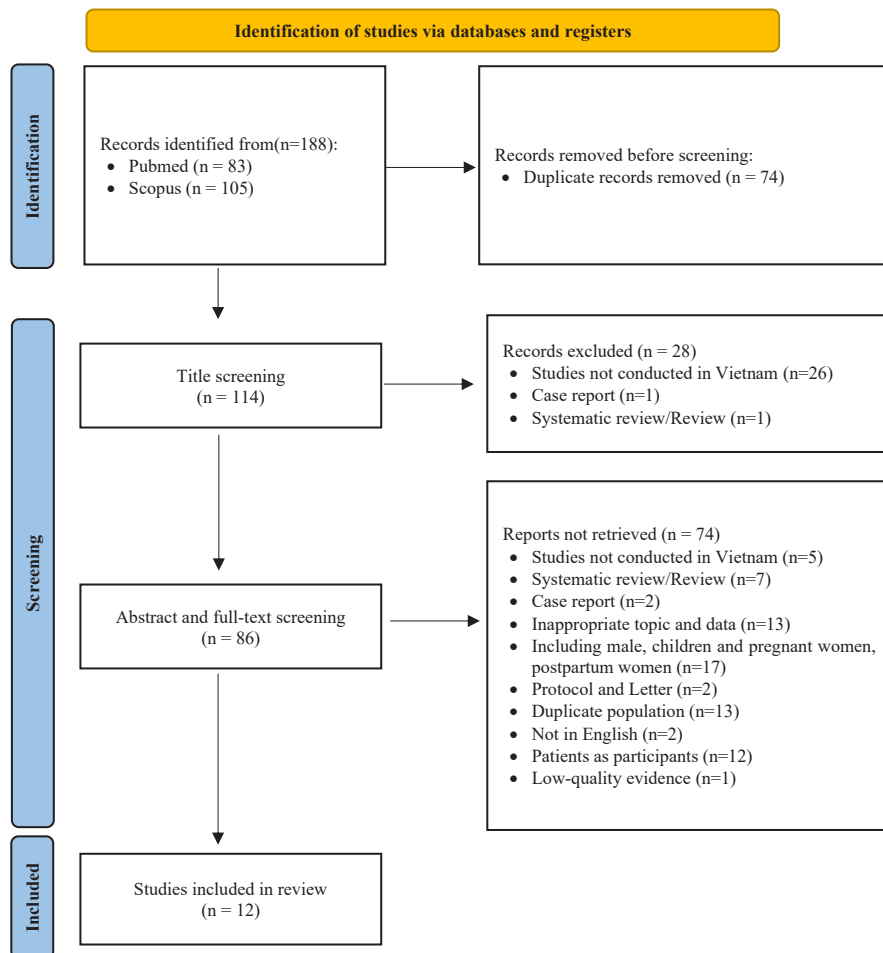 Identification of studies via databases and registers
Identification
Records identified from(n=188):
• Pubmed (n = 83)
• Scopus (n = 105)
Records removed before screening:
• Duplicate records removed (n = 74)
Screening
Title screening
(n = 114)
Records excluded (n = 28)
• Studies not conducted in Vietnam (n=26)
• Case report (n=1)
• Systematic review/Review (n=1)
Abstract and full-text screening
(n = 86)
Reports not retrieved (n = 74)
• Studies not conducted in Vietnam (n=5)
• Systematic review/Review (n=7)
• Case report (n=2)
• Inappropriate topic and data (n=13)
• Including male, children and pregnant women,
postpartum women (n=17)
• Protocol and Letter (n=2)
• Duplicate population (n=13)
• Not in English (n=2)
• Patients as participants (n=12)
• Low-quality evidence (n=1)
Included
Studies included in review
(n = 12)